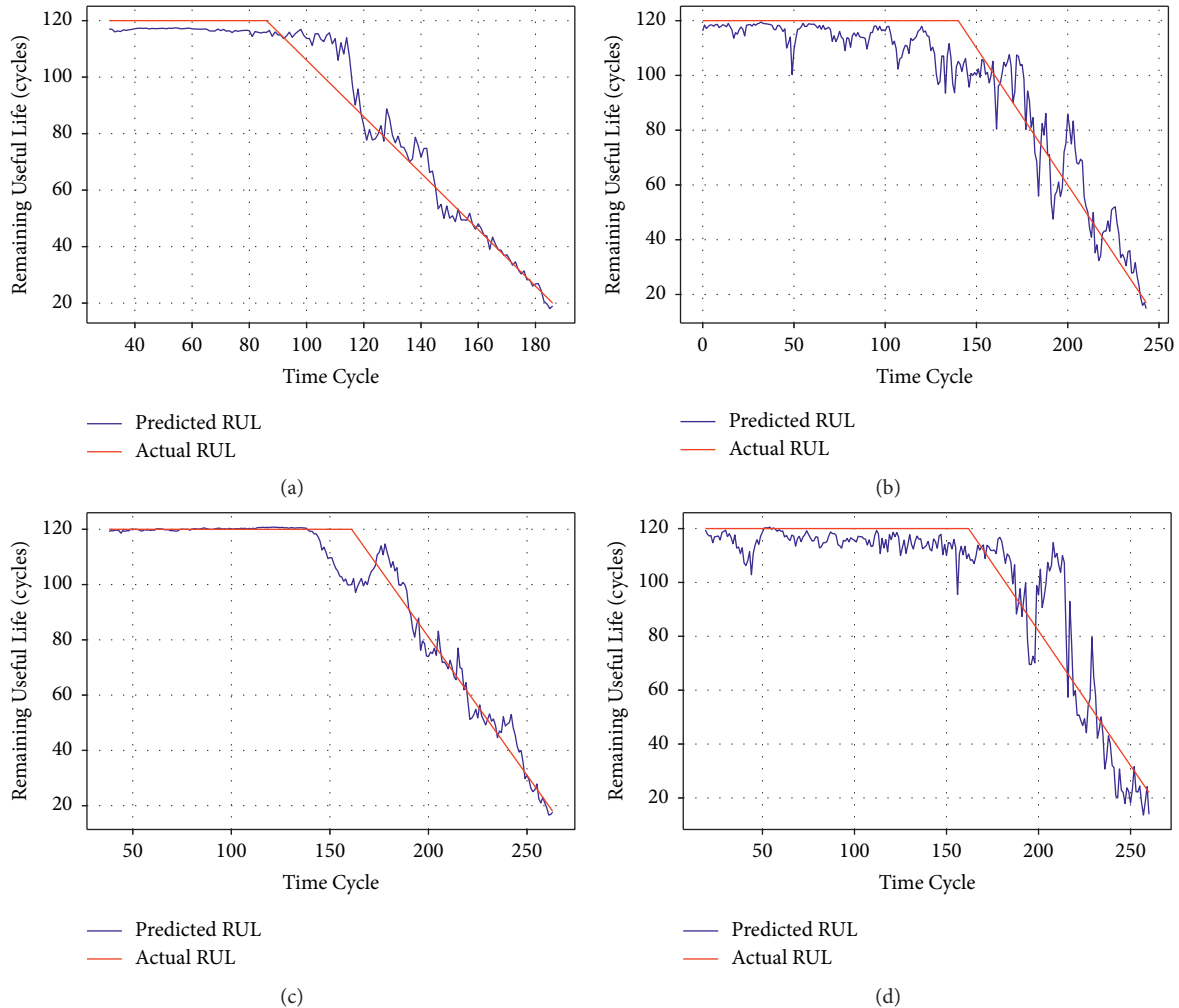 120
100
80
60
40
20
Remaining Useful Life (cycles)
40 60 80 100 120 140 160 180
Time Cycle
Predicted RUL
Actual RUL
(a)
120
100
80
60
40
20
Remaining Useful Life (cycles)
0 50 100 150 200 250
Time Cycle
Predicted RUL
Actual RUL
(b)
120
100
80
60
40
20
Remaining Useful Life (cycles)
50 100 150 200 250
Time Cycle
Predicted RUL
Actual RUL
(c)
120
100
80
60
40
20
Remaining Useful Life (cycles)
50 100 150 200 250
Time Cycle
Predicted RUL
Actual RUL
(d)